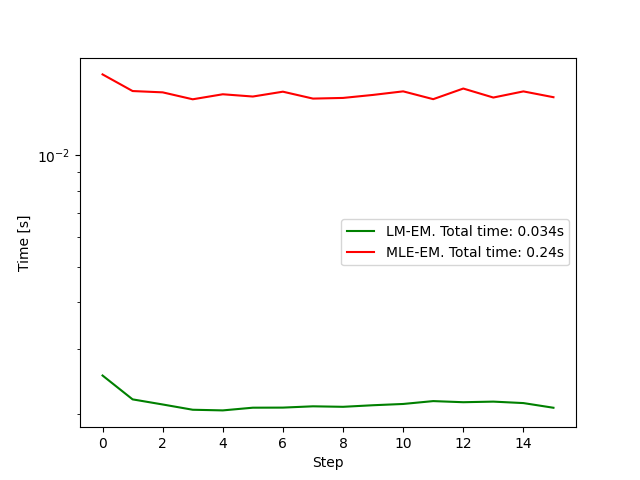 10⁻²
Time [s]
LM-EM. Total time: 0.034s
MLE-EM. Total time: 0.24s
0 2 4 6 8 10 12 14
Step